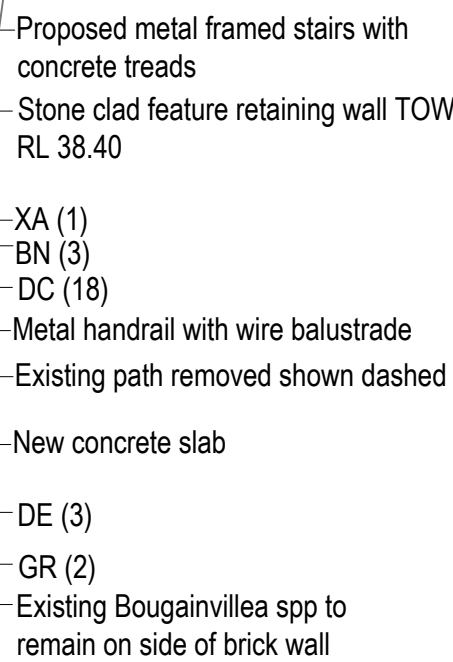 Proposed metal framed stairs with
concrete treads
Stone clad feature retaining wall TOW
RL 38.40
XA (1)
BN (3)
DC (18)
Metal handrail with wire balustrade
Existing path removed shown dashed
New concrete slab
DE (3)
GR (2)
Existing Bougainvillea spp to
remain on side of brick wall